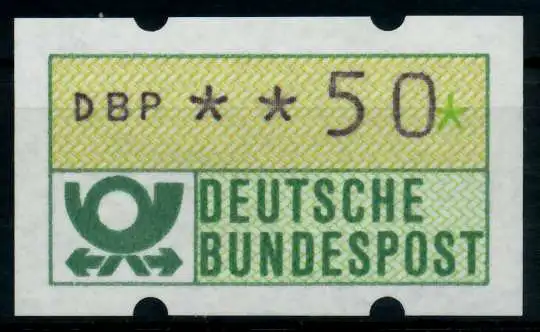 DBP * * 50*
DEUTSCHE
BUNDESPOST